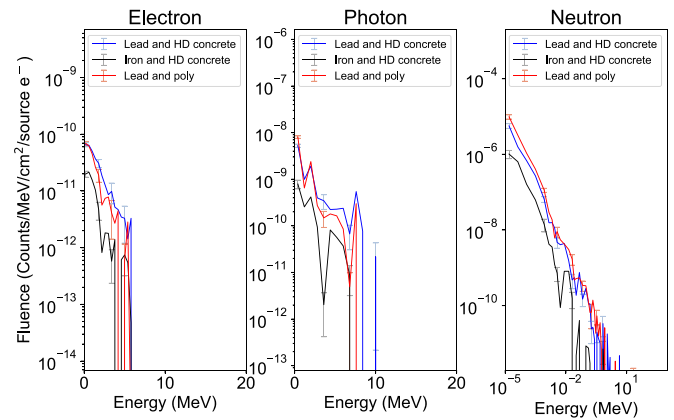 Electron
Photon
Neutron
Fluence (Counts/MeV/cm²/source e⁻)
Lead and HD concrete
Iron and HD concrete
Lead and poly
10⁻⁹
10⁻¹⁰
10⁻¹¹
10⁻¹²
10⁻¹³
10⁻¹⁴
0 10 20
Energy (MeV)
Lead and HD concrete
Iron and HD concrete
Lead and poly
10⁻⁶
10⁻⁷
10⁻⁸
10⁻⁹
10⁻¹⁰
10⁻¹¹
10⁻¹²
10⁻¹³
0 10 20
Energy (MeV)
Lead and HD concrete
Iron and HD concrete
Lead and poly
10⁻⁴
10⁻⁶
10⁻⁸
10⁻¹⁰
10⁻⁵ 10⁻² 10¹
Energy (MeV)